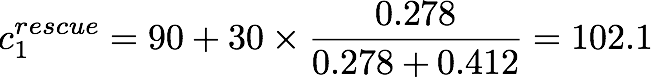 c_1^{rescue} = 90 + 30 × \frac{0.278}{0.278 + 0.412} = 102.1